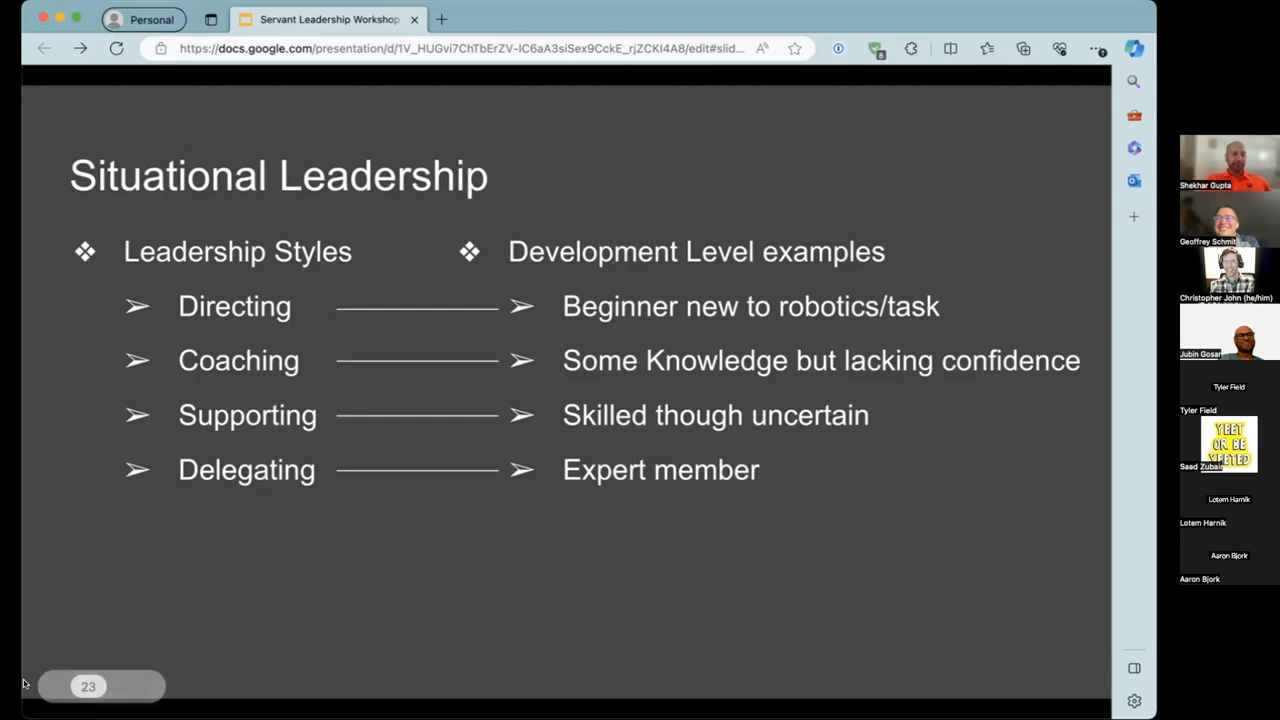 Personal
Servant Leadership Workshop
https://docs.google.com/presentation/d/1V_HUGvi7ChTbErZV-IC6aA3siSex9CckE_rjZCKI4A8/edit#slid...
Situational Leadership
Leadership Styles
Directing
Coaching
Supporting
Delegating
Development Level examples
Beginner new to robotics/task
Some Knowledge but lacking confidence
Skilled though uncertain
Expert member
23
Shekhar Gupta
Geoffrey Schmit
Christopher John (he/him)
Jubin Gosar
Tyler Field
Tyler Field
YEET
OR BE
YEETED
Saad Zubair
Lotem Harnik
Lotem Harnik
Aaron Bjork
Aaron Bjork